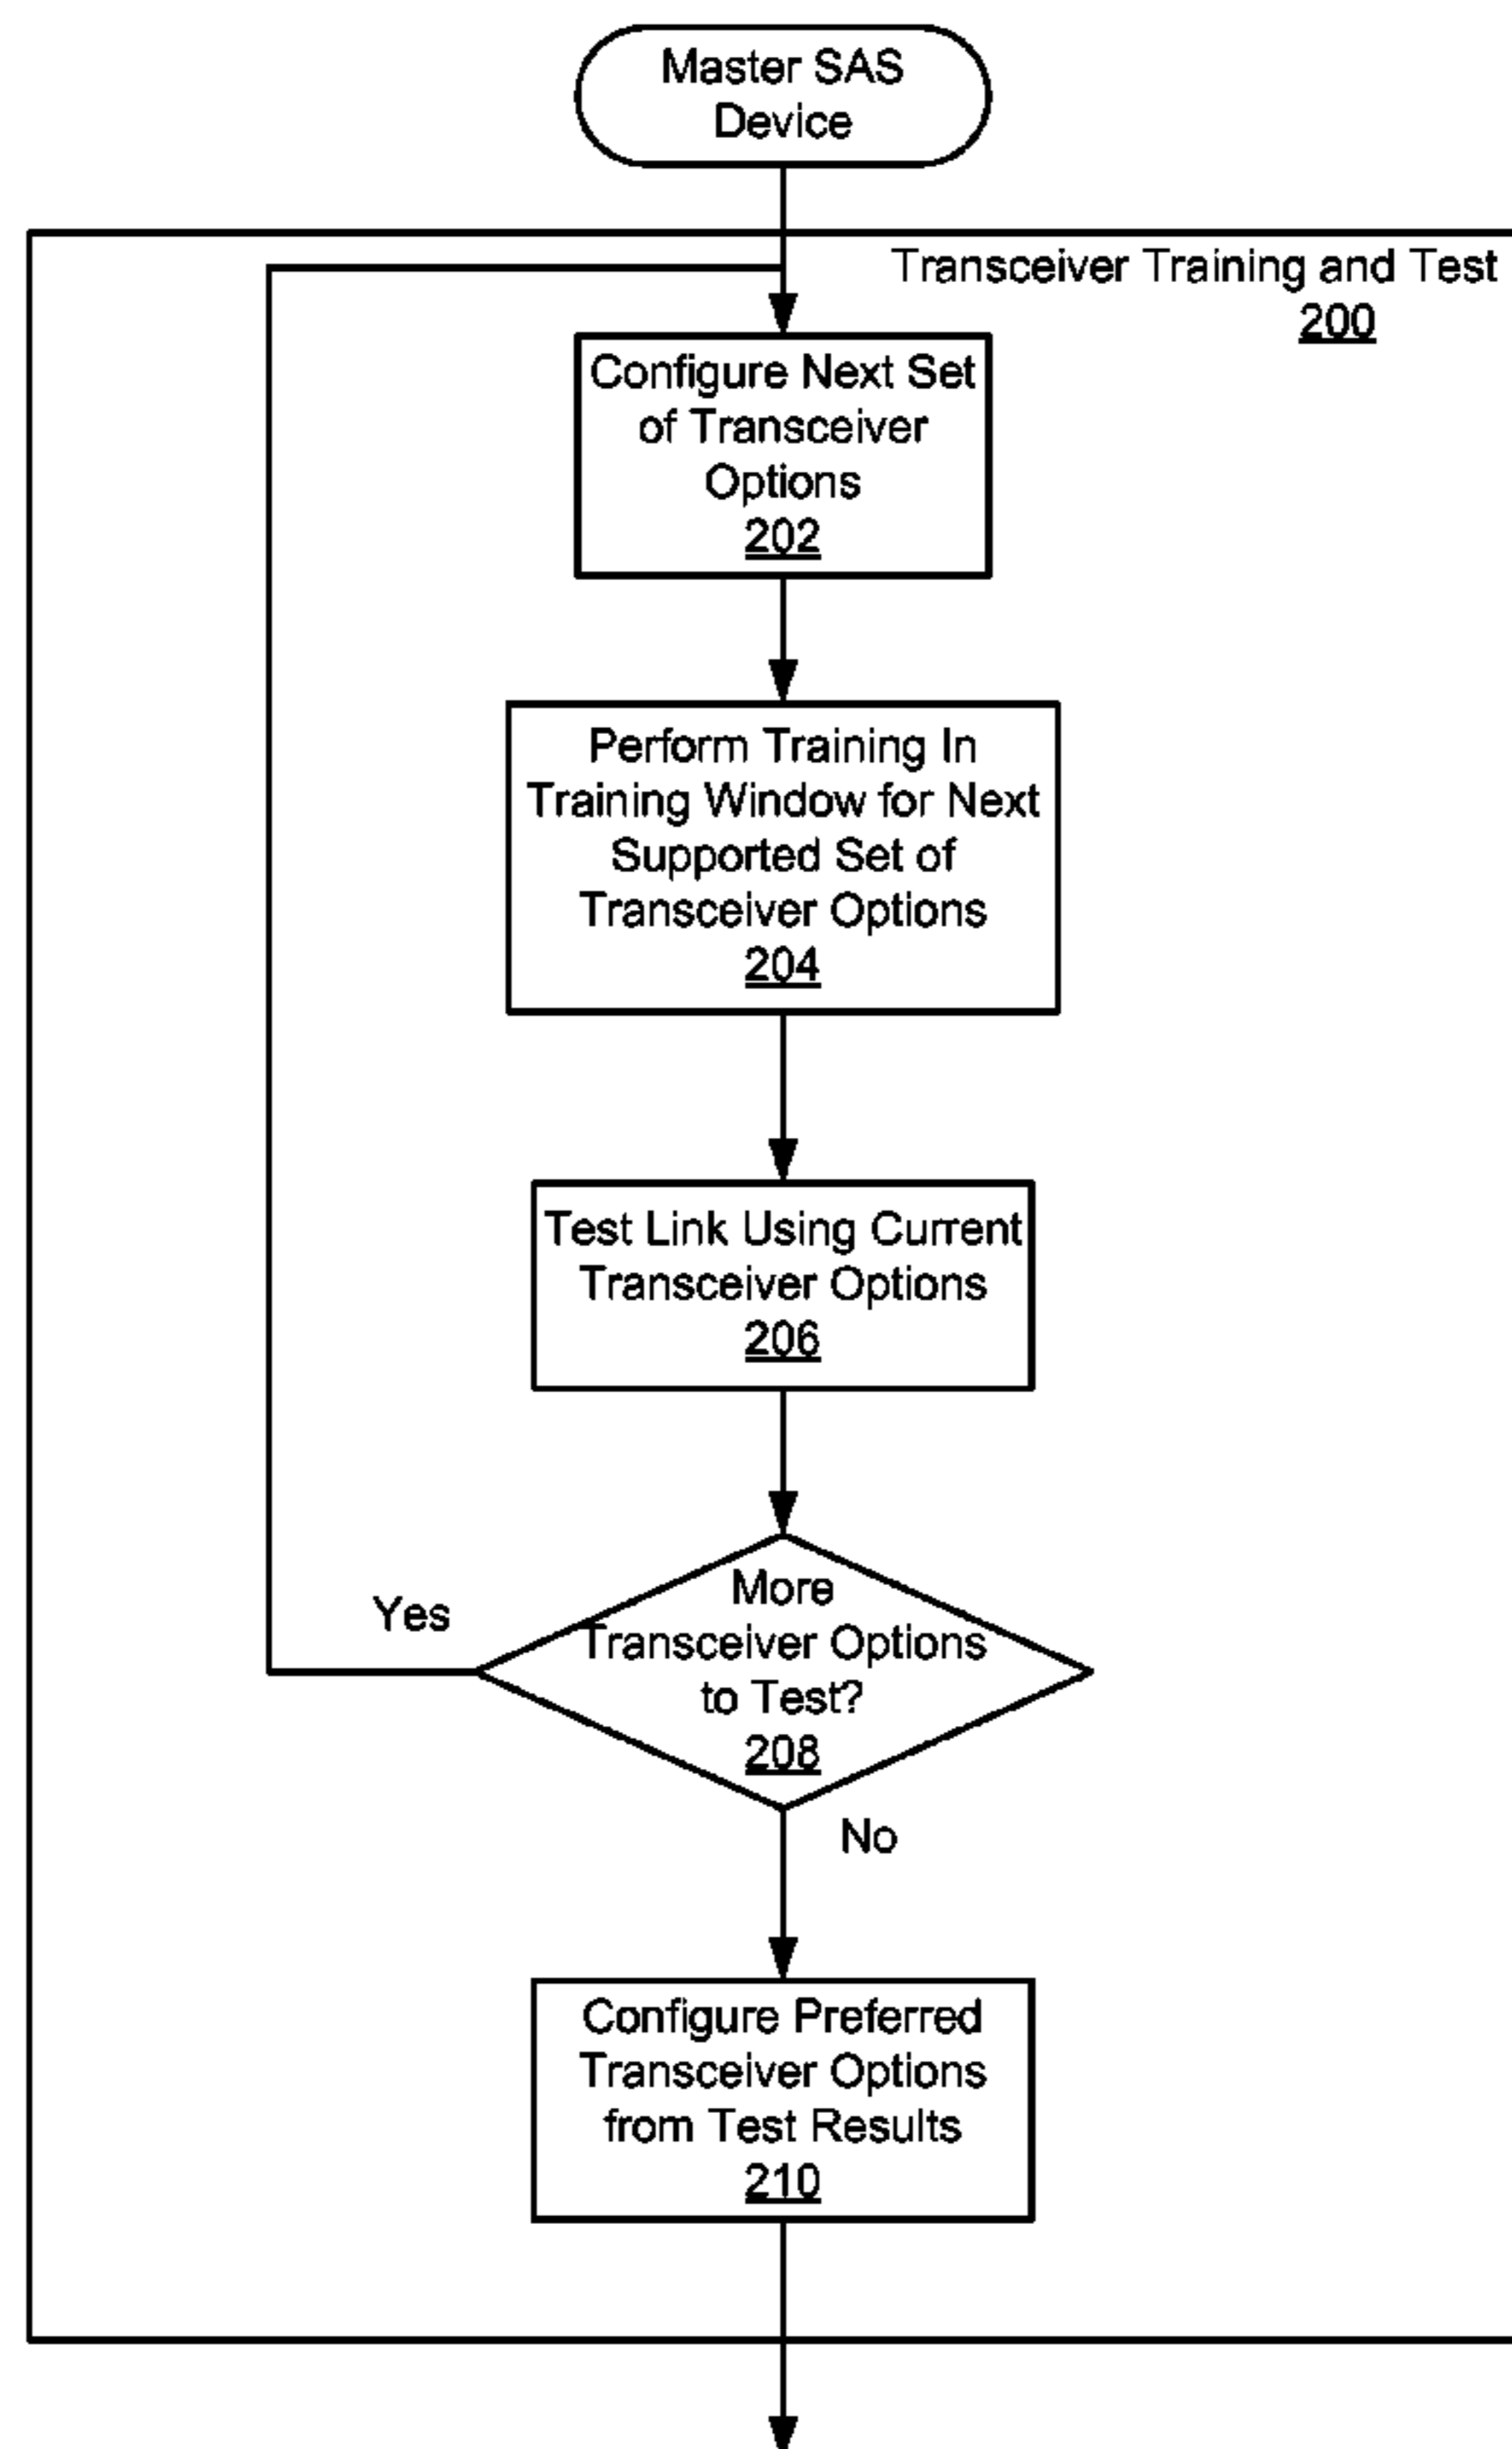 Master SAS
Device
Transceiver Training and Test
200
Configure Next Set
of Transceiver
Options
202
Perform Training In
Training Window for Next
Supported Set of
Transceiver Options
204
Test Link Using Current
Transceiver Options
206
More
Transceiver Options
to Test?
208
Yes
No
Configure Preferred
Transceiver Options
from Test Results
210